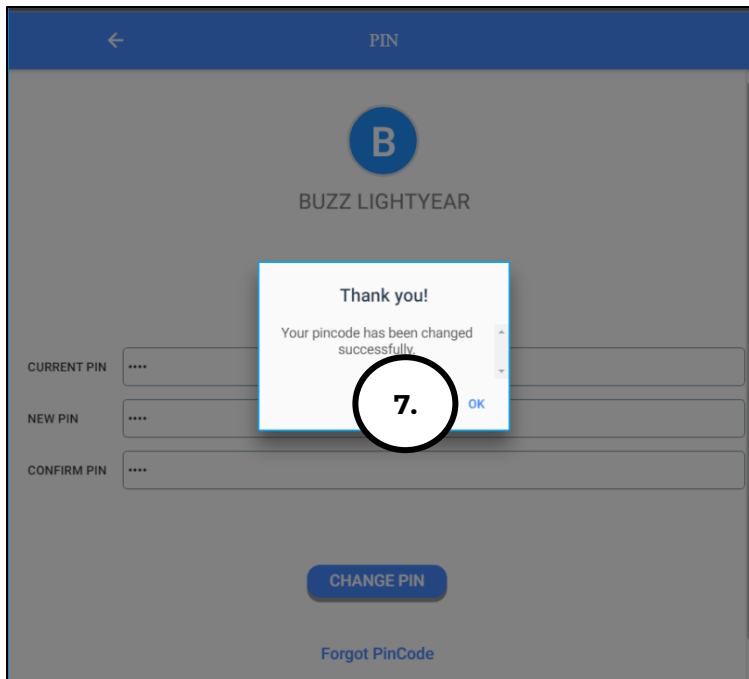 PIN
B
BUZZ LIGHTYEAR
Thank you!
Your pincode has been changed
successfully.
7.
OK
CURRENT PIN ....
NEW PIN ....
CONFIRM PIN ....
CHANGE PIN
Forgot PinCode